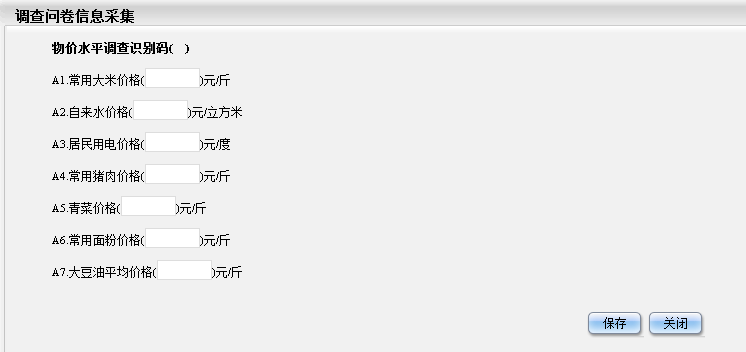 调查问卷信息采集
物价水平调查识别码( )
A1.常用大米价格( )元/斤
A2.自来水价格( )元/立方米
A3.居民用电价格( )元/度
A4.常用猪肉价格( )元/斤
A5.青菜价格( )元/斤
A6.常用面粉价格( )元/斤
A7.大豆油平均价格( )元/斤
保存 关闭